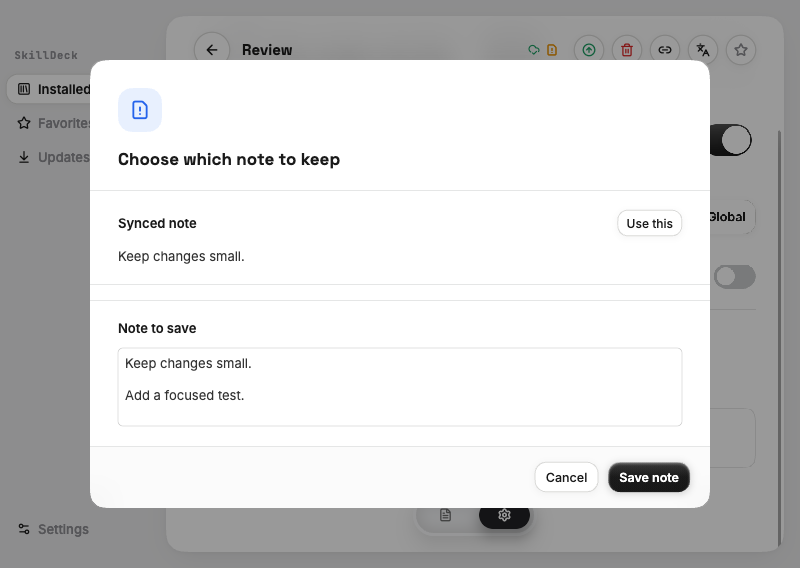 SkillDeck
Review
Installed
Favorites
Updates
Choose which note to keep
Synced note
Use this
Keep changes small.
Global
Note to save
Keep changes small.
Add a focused test.
Cancel
Save note
Settings